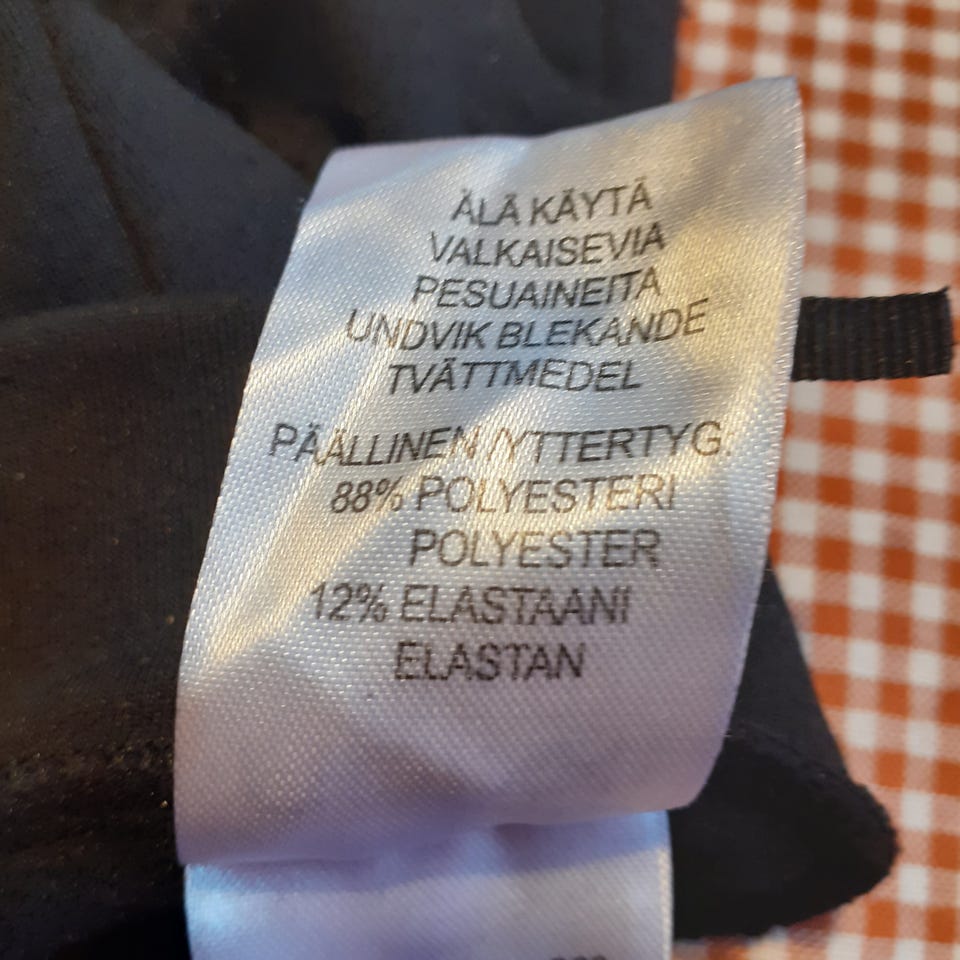 ÄLÄ KÄYTÄ
VALKAISEVIA
PESUAINEITA
UNDVIK BLEKANDE
TVÄTTMEDEL
PÄÄLLINEN/YTTERTYG
88% POLYESTERI
POLYESTER
12% ELASTAANI
ELASTAN